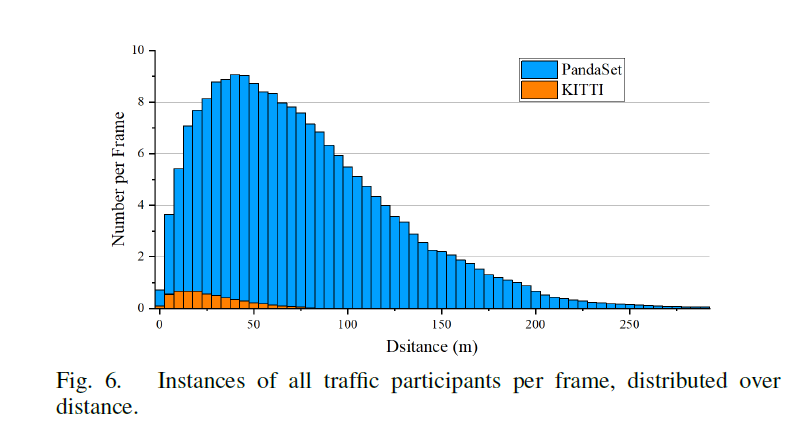 10
8
6
4
2
0
Number per Frame
PandaSet
KITTI
0 50 100 150 200 250
Dsitance (m)
Fig. 6. Instances of all traffic participants per frame, distributed over
distance.